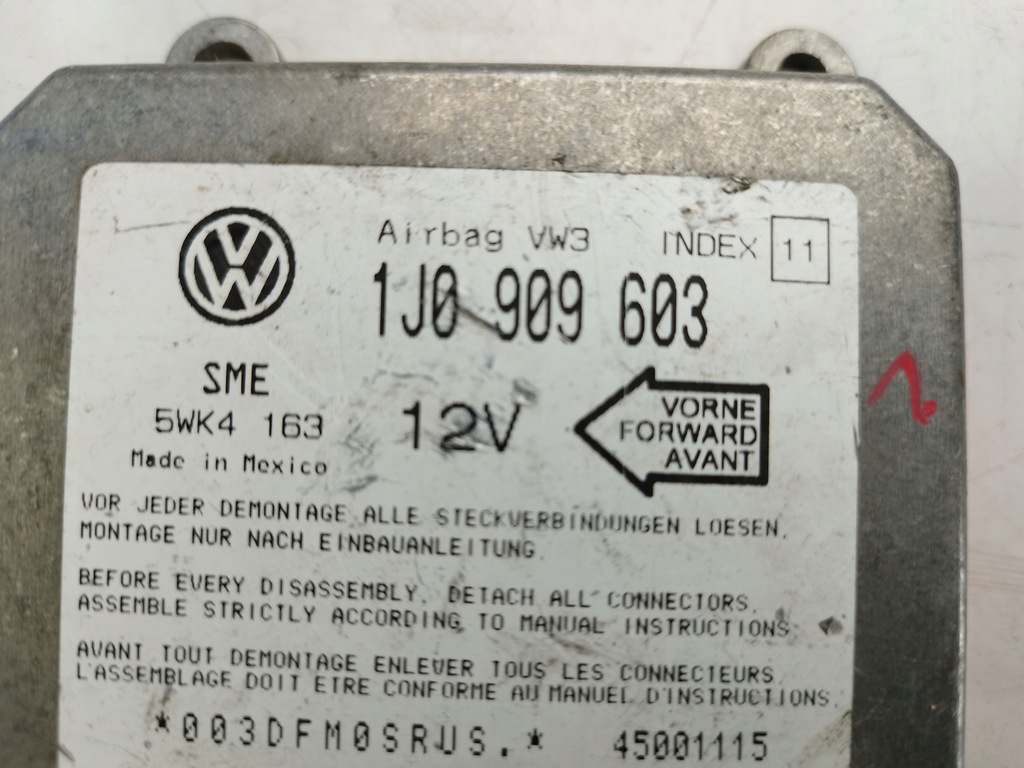 Airbag VW3 INDEX 11
1J0 909 603
SME
5WK4 163
12V
Made in Mexico
VORNE
FORWARD
AVANT
VOR JEDER DEMONTAGE ALLE STECKVERBINDUNGEN LOESEN.
MONTAGE NUR NACH EINBAUANLEITUNG.
BEFORE EVERY DISASSEMBLY, DETACH ALL CONNECTORS.
ASSEMBLE STRICTLY ACCORDING TO MANUAL INSTRUCTIONS.
AVANT TOUT DEMONTAGE ENLEVER TOUS LES CONNECTEURS.
L'ASSEMBLAGE DOIT ETRE CONFORME AU MANUEL D'INSTRUCTIONS.
*003DFM0SRUS.* 45001115